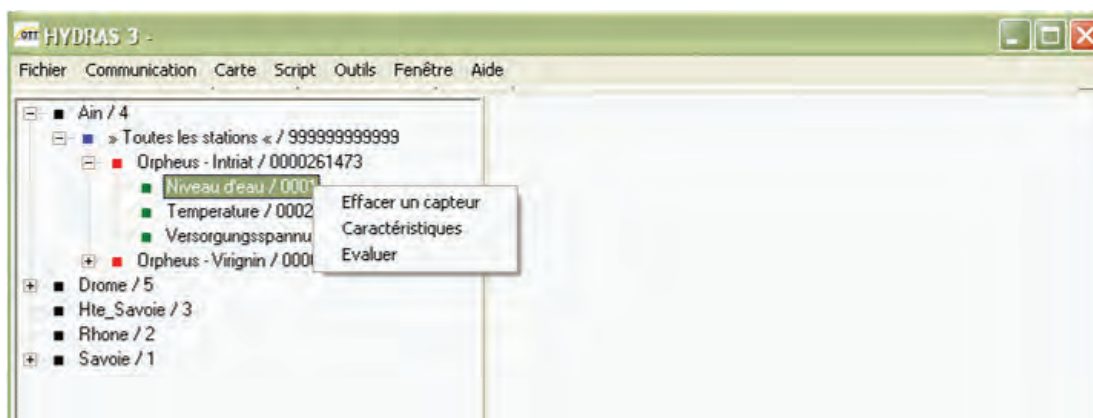 OTT HYDRAS 3 -
Fichier Communication Carte Script Outils Fenêtre Aide
Ain / 4
» Toutes les stations « / 999999999999
Orpheus - Intriat / 0000261473
Niveau d'eau / 0001
Effacer un capteur
Temperature / 0002
Caractéristiques
Versorgungsspannu
Evaluer
Orpheus - Virignin / 000
Drome / 5
Hte_Savoie / 3
Rhone / 2
Savoie / 1